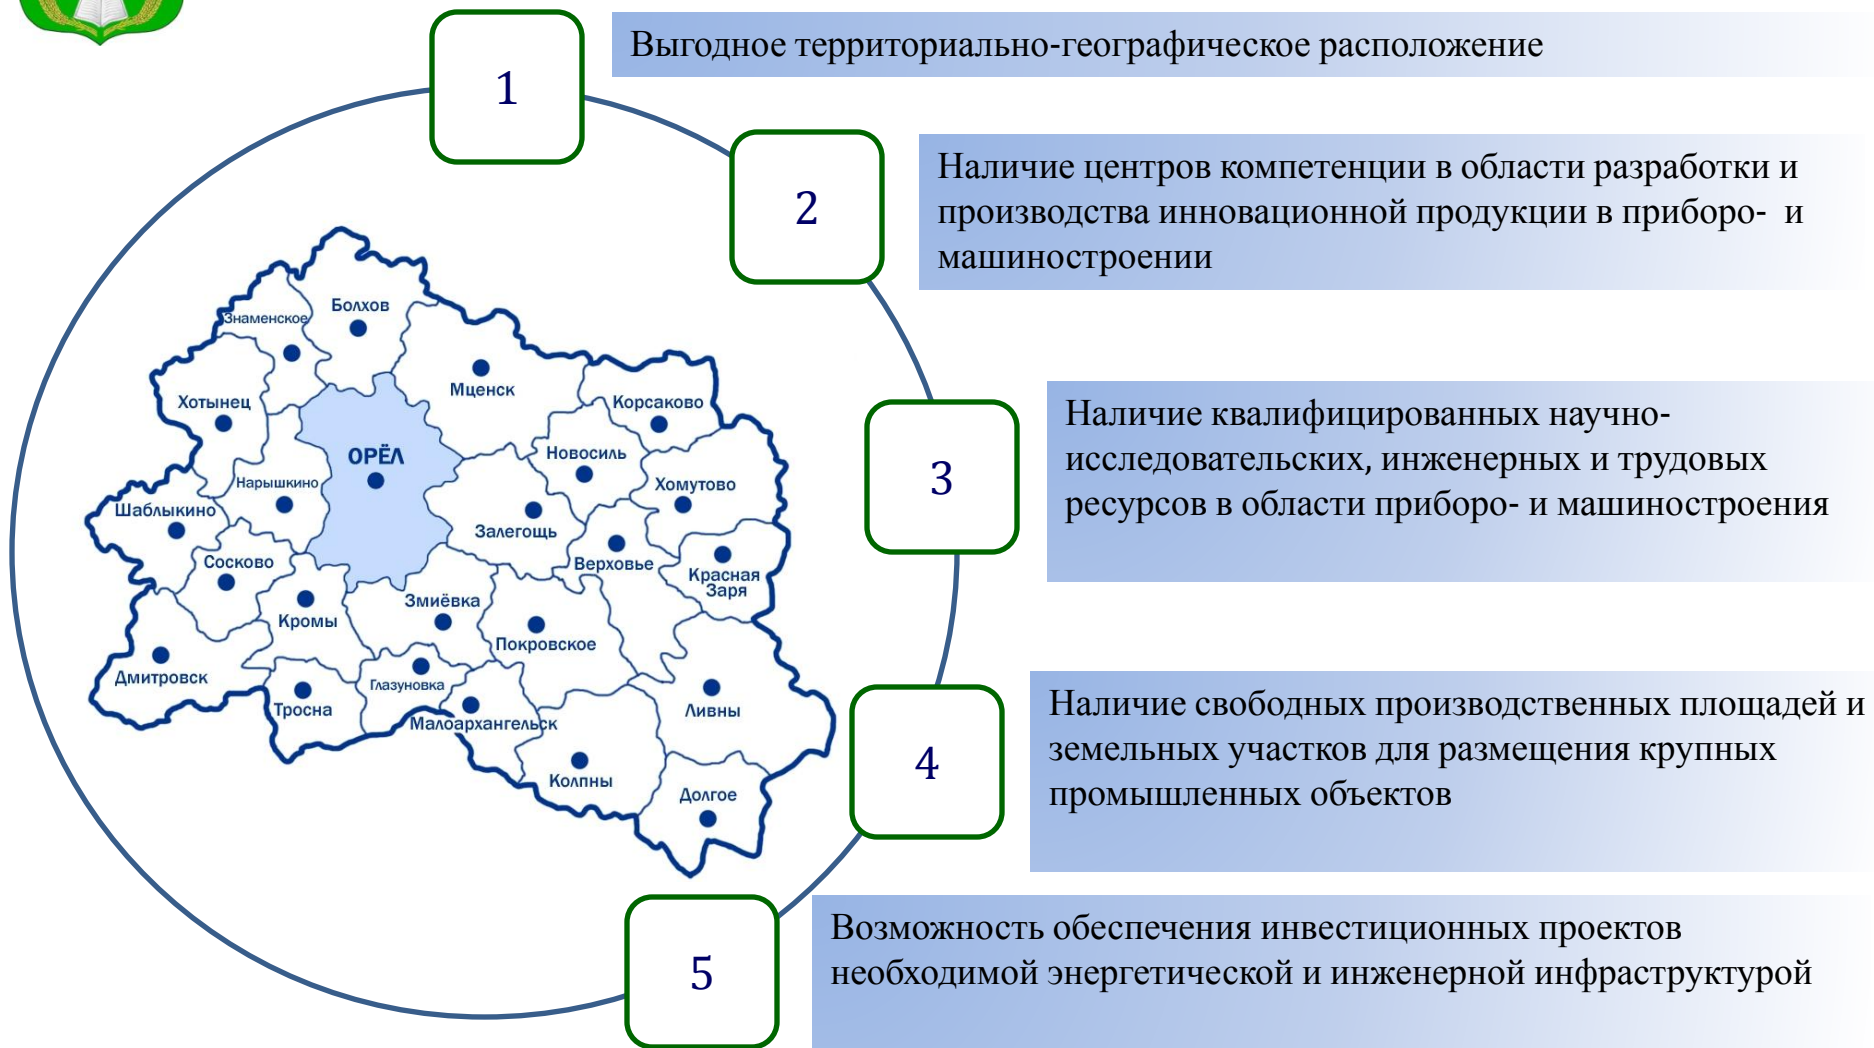 1
Выгодное территориально-географическое расположение
2
Наличие центров компетенции в области разработки и
производства инновационной продукции в приборо- и
машиностроении
3
Наличие квалифицированных научно-
исследовательских, инженерных и трудовых
ресурсов в области приборо- и машиностроения
4
Наличие свободных производственных площадей и
земельных участков для размещения крупных
промышленных объектов
5
Возможность обеспечения инвестиционных проектов
необходимой энергетической и инженерной инфраструктурой
Болхов
Знаменское
Мценск
Хотынец
Корсаково
ОРЁЛ
Новосиль
Нарышкино
Хомутово
Шаблыкино
Залегощь
Сосково
Верховье
Красная
Заря
Змиёвка
Кромы
Покровское
Дмитровск
Глазуновка
Тросна
Ливны
Малоархангельск
Колпны
Долгое